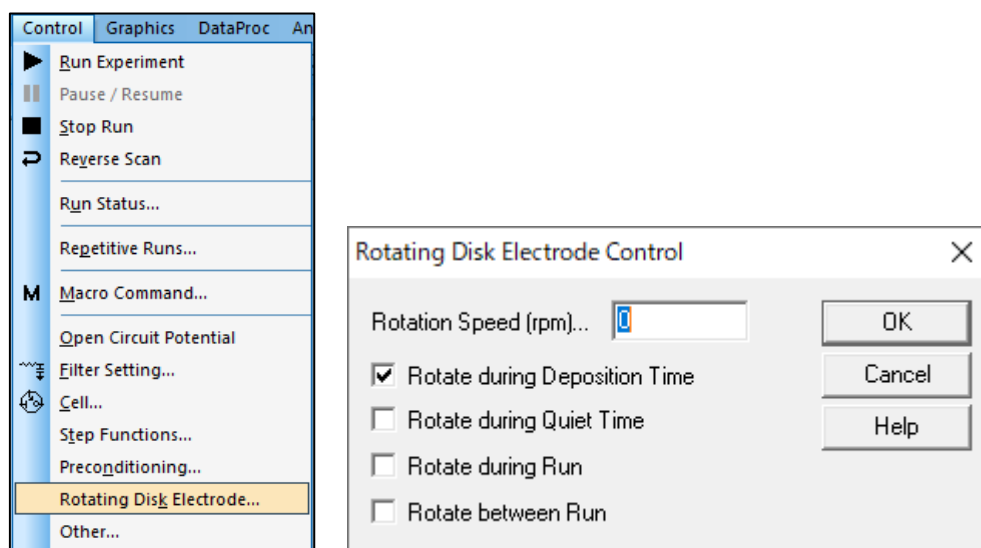 Control Graphics DataProc An
Run Experiment
Pause / Resume
Stop Run
Reverse Scan
Run Status...
Repetitive Runs...
M Macro Command...
Open Circuit Potential
Filter Setting...
Cell...
Step Functions...
Preconditioning...
Rotating Disk Electrode...
Other...
Rotating Disk Electrode Control
Rotation Speed (rpm)... 0 OK
Rotate during Deposition Time Cancel
Rotate during Quiet Time Help
Rotate during Run
Rotate between Run